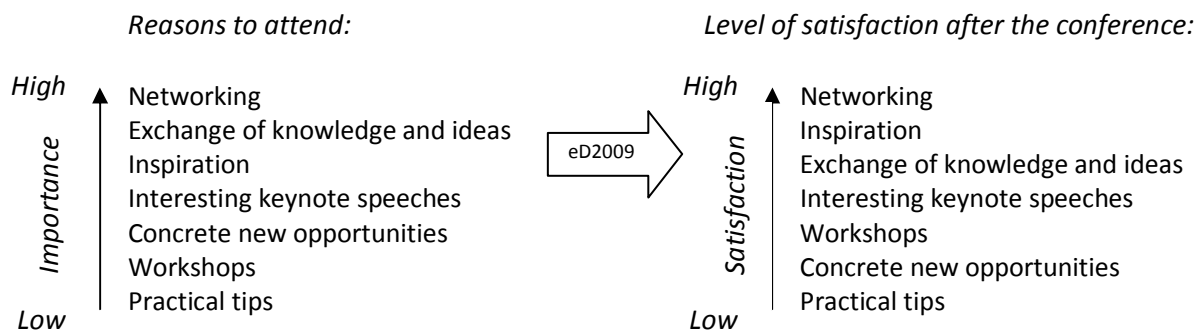 Reasons to attend:
High
Networking
Exchange of knowledge and ideas
Inspiration
Interesting keynote speeches
Concrete new opportunities
Workshops
Practical tips
Low
Importance
eD2009
Level of satisfaction after the conference:
High
Networking
Inspiration
Exchange of knowledge and ideas
Interesting keynote speeches
Workshops
Concrete new opportunities
Practical tips
Low
Satisfaction